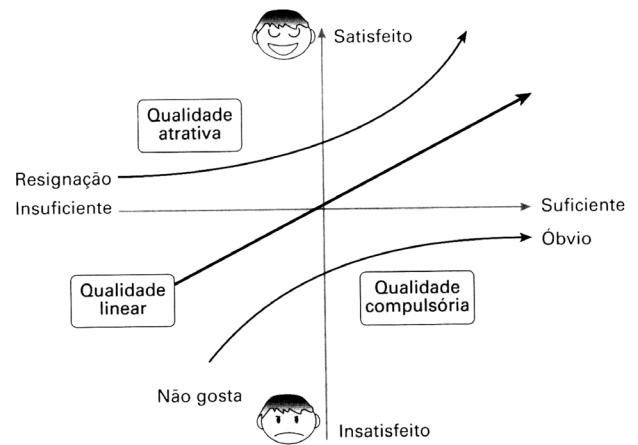 Satisfeito
Qualidade
atrativa
Resignação
Insuficiente
Suficiente
Óbvio
Qualidade
linear
Qualidade
compulsória
Não gosta
Insatisfeito